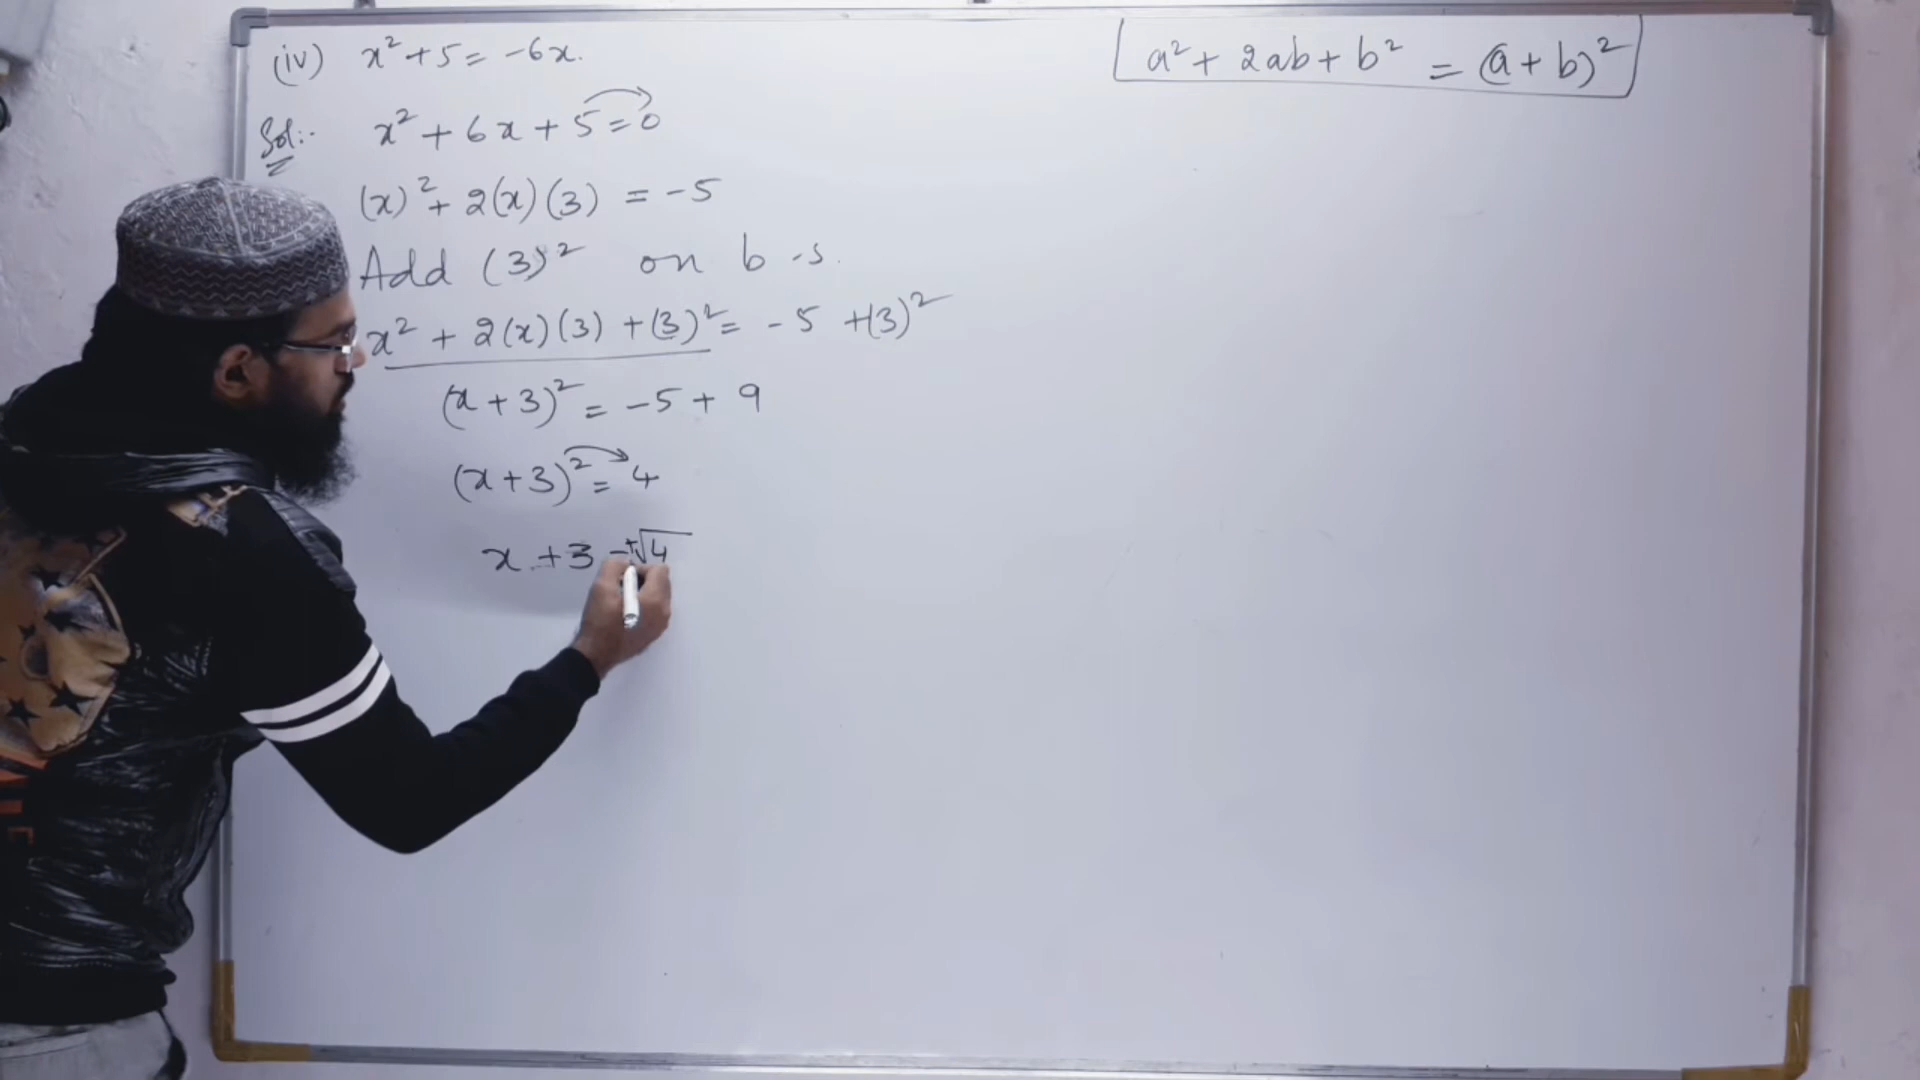 (iv) x² + 5 = -6x.
a² + 2ab + b² = (a + b)²
Sol:- x² + 6x + 5 = 0
(x)² + 2(x)(3) = -5
Add (3)² on b.s.
x² + 2(x)(3) + (3)² = -5 + (3)²
(x + 3)² = -5 + 9
(x + 3)² = 4
x + 3 = ±√4